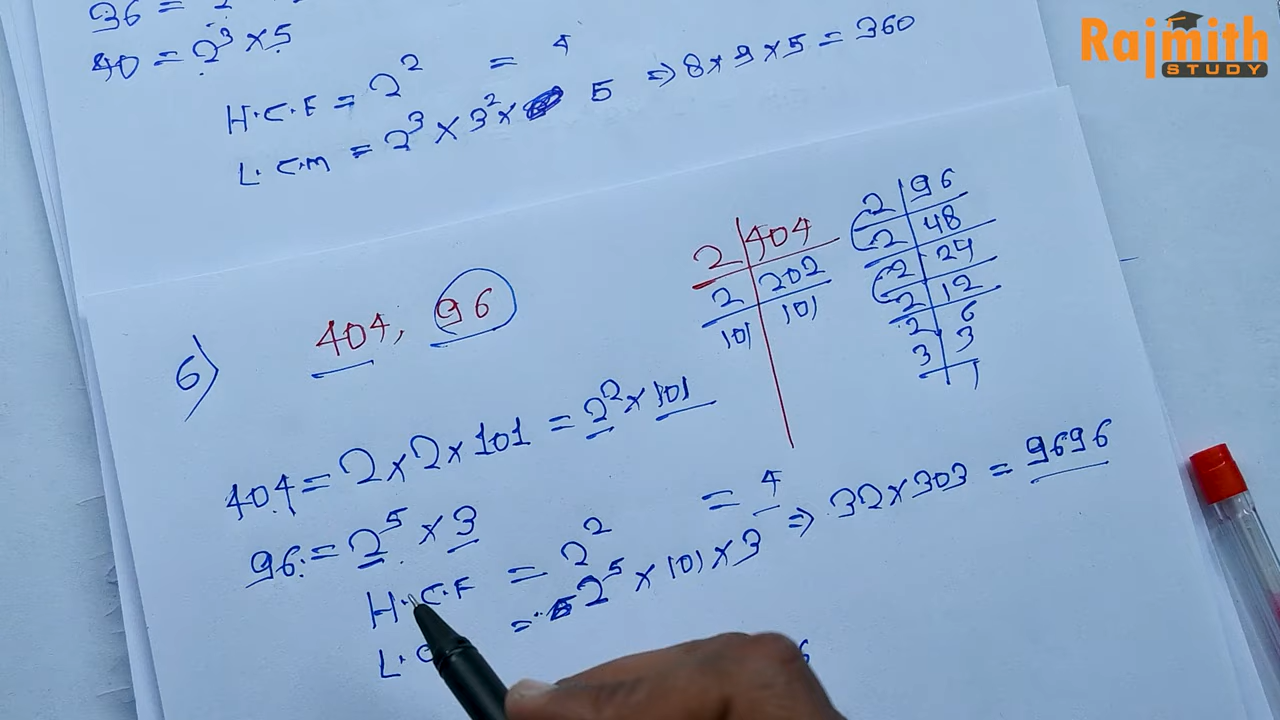 Rajmith
STUDY
36 = 2
40 = 2³ × 5
H.C.F = 2² = 4
L.C.M = 2³ × 3² × 5 ⇒ 8 × 9 × 5 = 360
6) 404, 96
2 | 404
2 | 202
101 | 101
2 | 96
2 | 48
2 | 24
2 | 12
2 | 6
3 | 3
1
404 = 2 × 2 × 101 = 2² × 101
96 = 2⁵ × 3
H.C.F = 2² = 4
L.C = 2⁵ × 101 × 3 ⇒ 32 × 303 = 9696